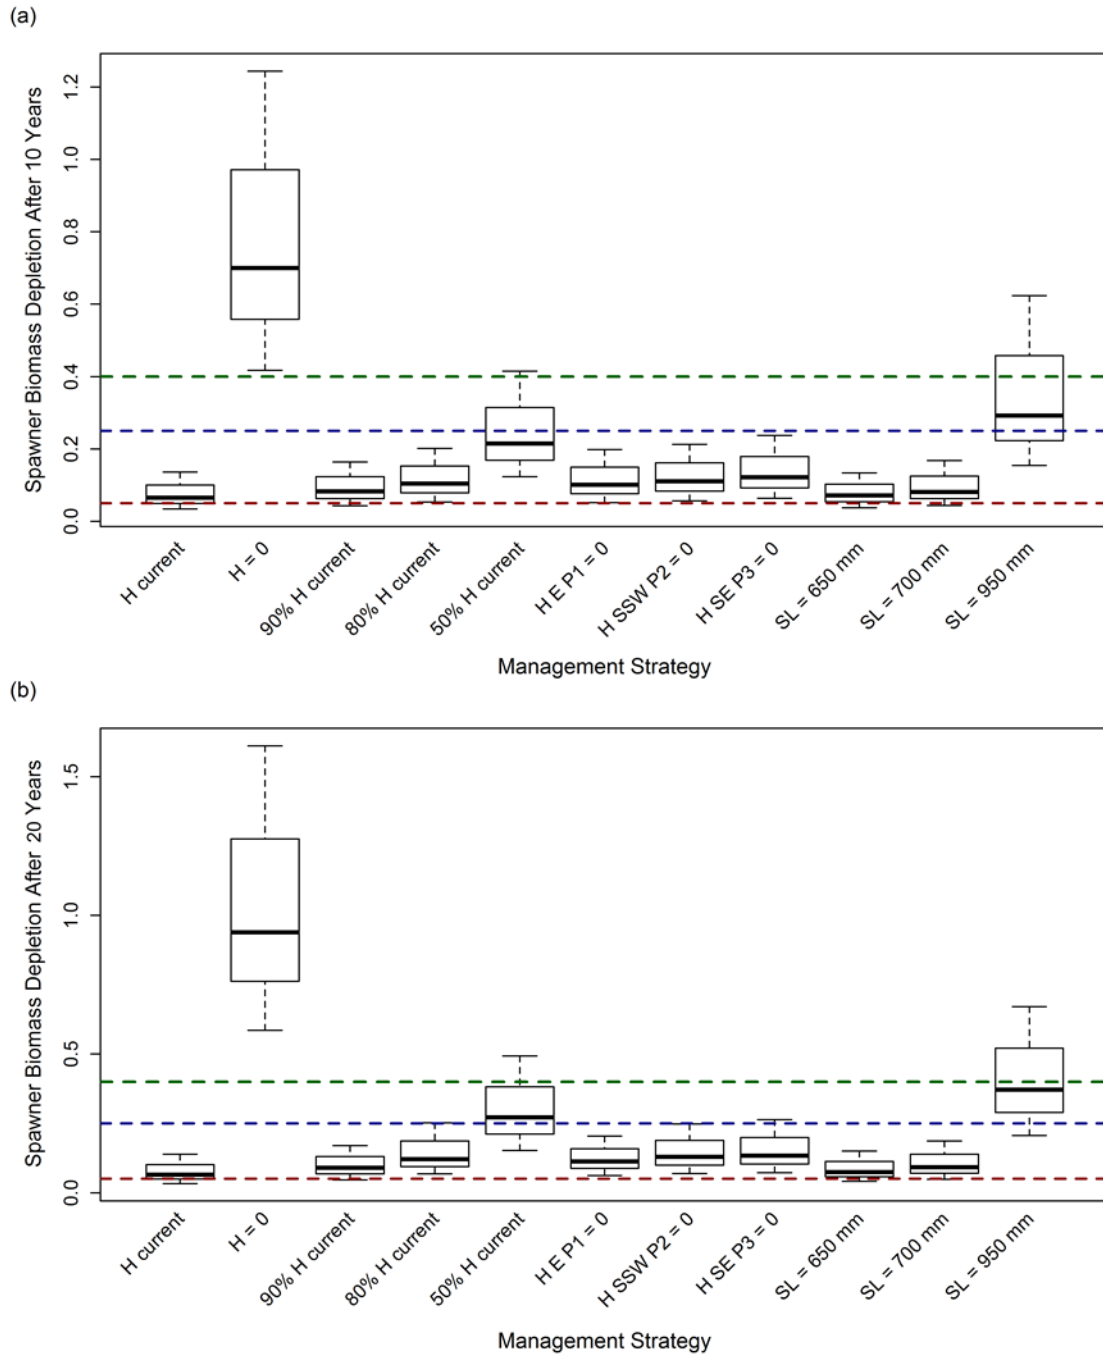 (a)
Spawner Biomass Depletion After 10 Years
1.2
1.0
0.8
0.6
0.4
0.2
0.0
H current
H = 0
90% H current
80% H current
50% H current
H E P1 = 0
H SSW P2 = 0
H SE P3 = 0
SL = 650 mm
SL = 700 mm
SL = 950 mm
Management Strategy
(b)
Spawner Biomass Depletion After 20 Years
1.5
1.0
0.5
0.0
H current
H = 0
90% H current
80% H current
50% H current
H E P1 = 0
H SSW P2 = 0
H SE P3 = 0
SL = 650 mm
SL = 700 mm
SL = 950 mm
Management Strategy